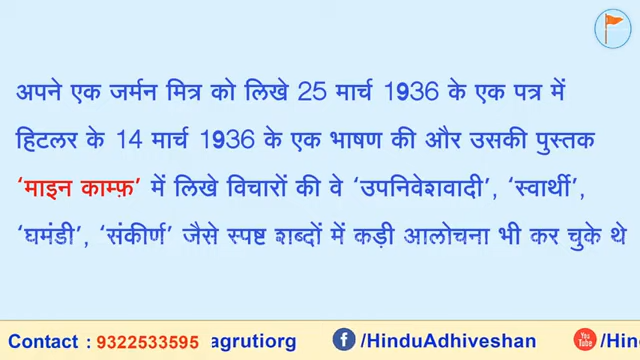 अपने एक जर्मन मित्र को लिखे 25 मार्च 1936 के एक पत्र में
हिटलर के 14 मार्च 1936 के एक भाषण की और उसकी पुस्तक
‘माइन काम्फ़’ में लिखे विचारों की वे ‘उपनिवेशवादी’, ‘स्वार्थी’,
‘घमंडी’, ‘संकीर्ण’ जैसे स्पष्ट शब्दों में कड़ी आलोचना भी कर चुके थे
Contact : 9322533595 agrutiorg /HinduAdhiveshan /HinduJagruti